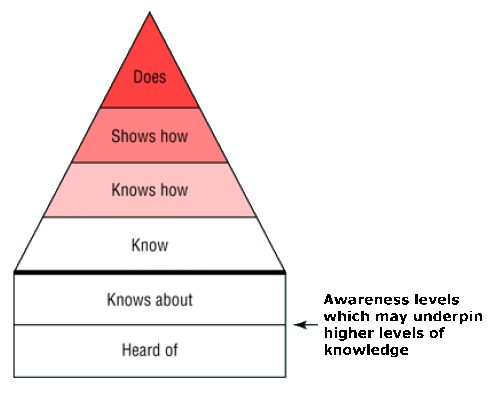 Does
Shows how
Knows how
Know
Knows about
Heard of
Awareness levels
which may underpin
higher levels of
knowledge